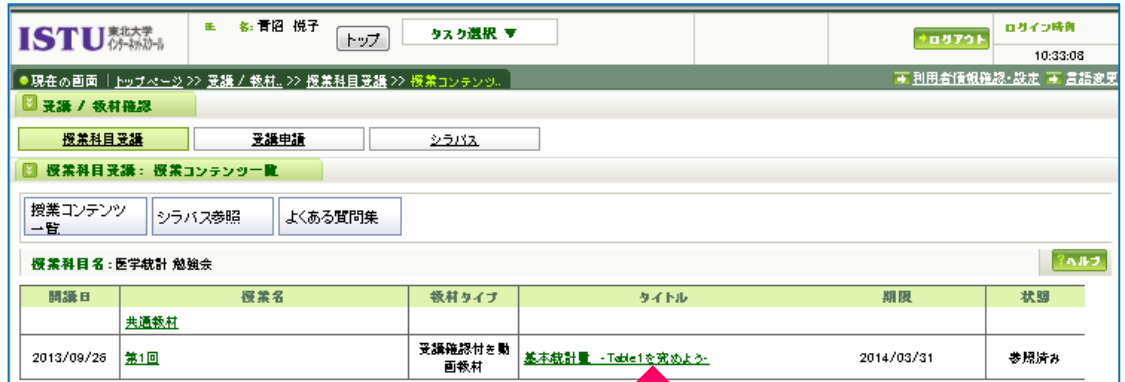 ISTU 東北大学 インターネットスクール
氏 名: 青沼 悦子
トップ
タスク選択 ▼
ログアウト
ログイン時刻
10:33:08
●現在の画面 | トップページ >> 受講 / 教材.. >> 授業科目受講 >> 授業コンテンツ..
利用者情報確認・設定 言語変更
受講 / 教材確認
授業科目受講 受講申請 シラバス
授業科目受講: 授業コンテンツ一覧
授業コンテンツ
一覧
シラバス参照 よくある質問集
授業科目名:医学統計 勉強会
?ヘルプ
開講日 授業名 教材タイプ タイトル 期限 状態
共通教材
2013/09/26 第1回 受講確認付き動
画教材 基本統計量 -Table1を究めよう- 2014/03/31 参照済み